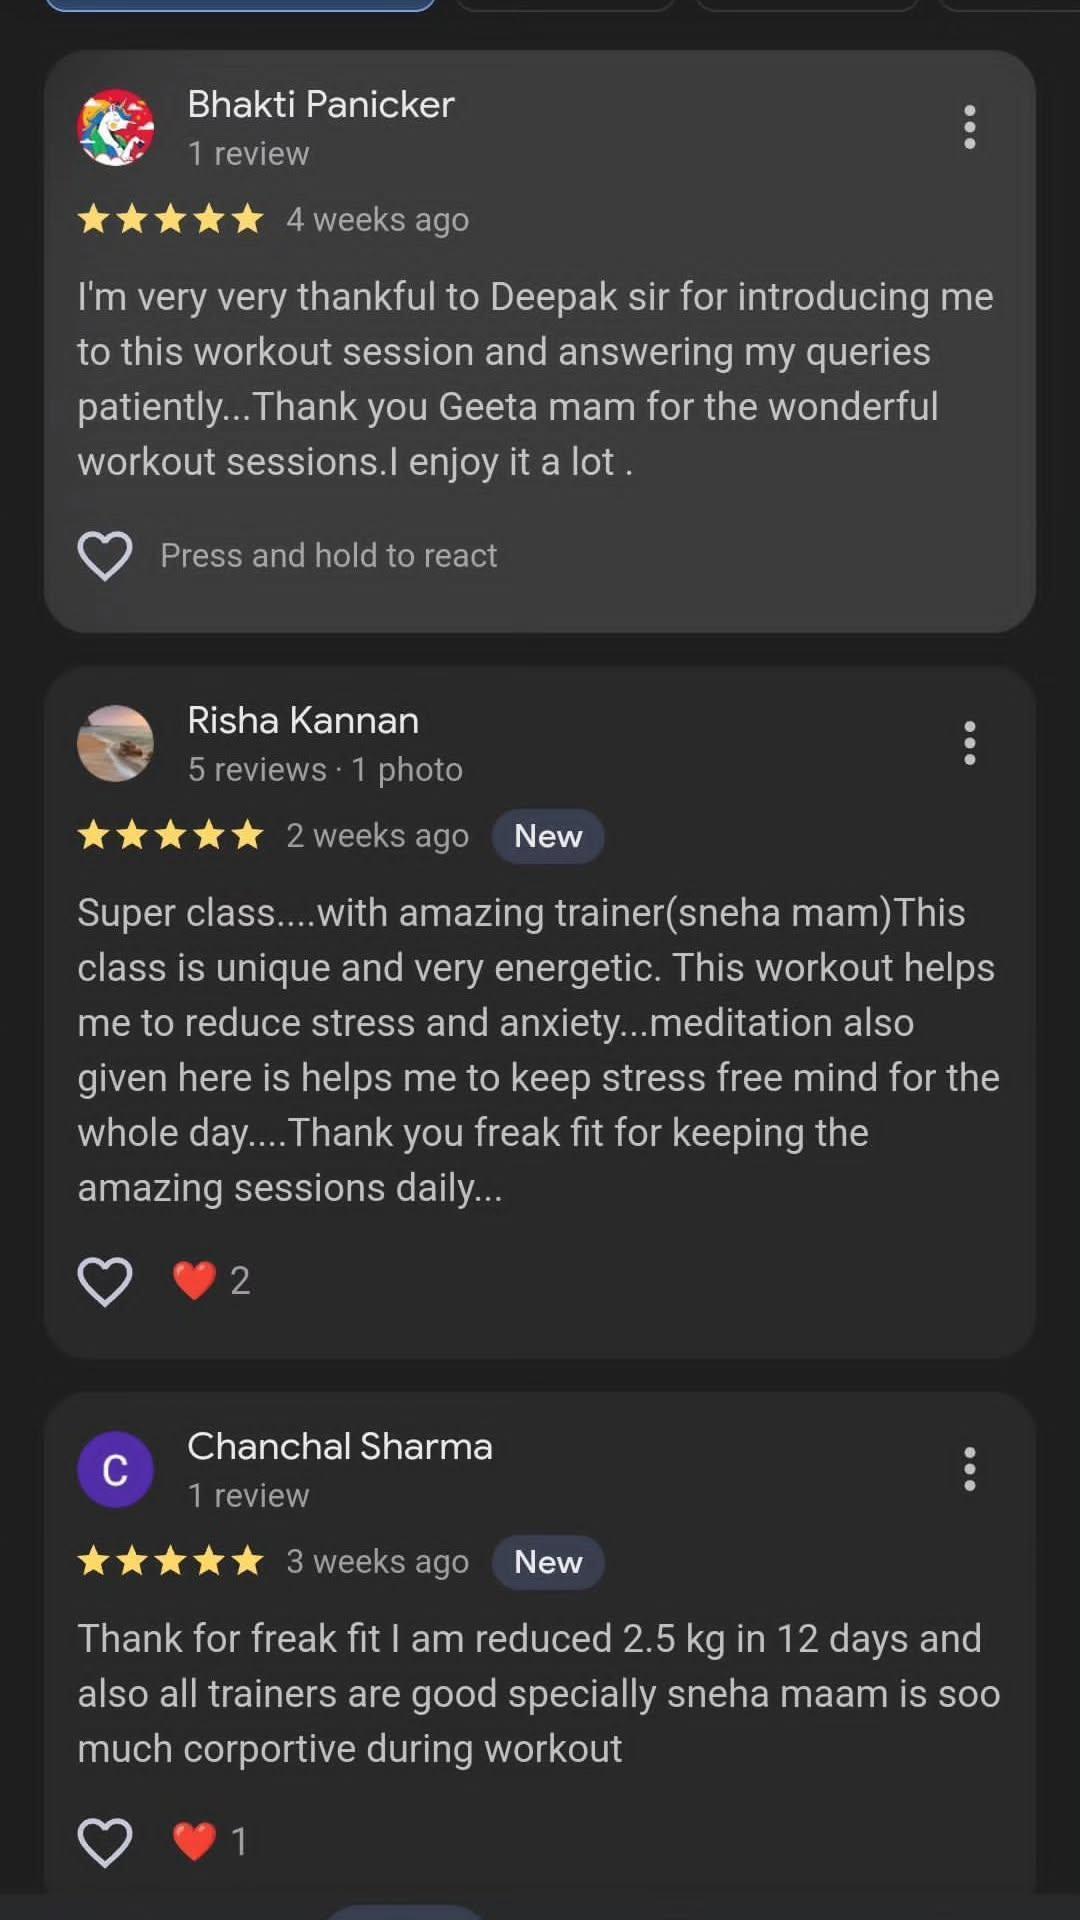 Bhakti Panicker
1 review
4 weeks ago
I'm very very thankful to Deepak sir for introducing me
to this workout session and answering my queries
patiently...Thank you Geeta mam for the wonderful
workout sessions.I enjoy it a lot .
Press and hold to react
Risha Kannan
5 reviews · 1 photo
2 weeks ago New
Super class....with amazing trainer(sneha mam)This
class is unique and very energetic. This workout helps
me to reduce stress and anxiety...meditation also
given here is helps me to keep stress free mind for the
whole day....Thank you freak fit for keeping the
amazing sessions daily...
2
C
Chanchal Sharma
1 review
3 weeks ago New
Thank for freak fit I am reduced 2.5 kg in 12 days and
also all trainers are good specially sneha maam is soo
much corportive during workout
1